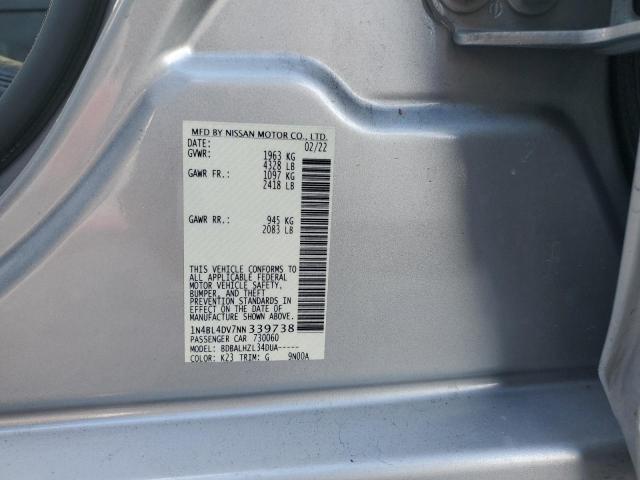 MFD BY NISSAN MOTOR CO., LTD.
DATE: 02/22
GVWR: 1963 KG
4328 LB
GAWR FR.: 1097 KG
2418 LB
GAWR RR.: 945 KG
2083 LB
THIS VEHICLE CONFORMS TO
ALL APPLICABLE FEDERAL
MOTOR VEHICLE SAFETY,
BUMPER, AND THEFT
PREVENTION STANDARDS
IN EFFECT ON THE DATE OF
MANUFACTURE SHOWN ABOVE.
1N4BL4DV7NN339738
PASSENGER CAR 730060
MODEL: BDBALHZL34DUA-----
COLOR: K23 TRIM: G 9N00A